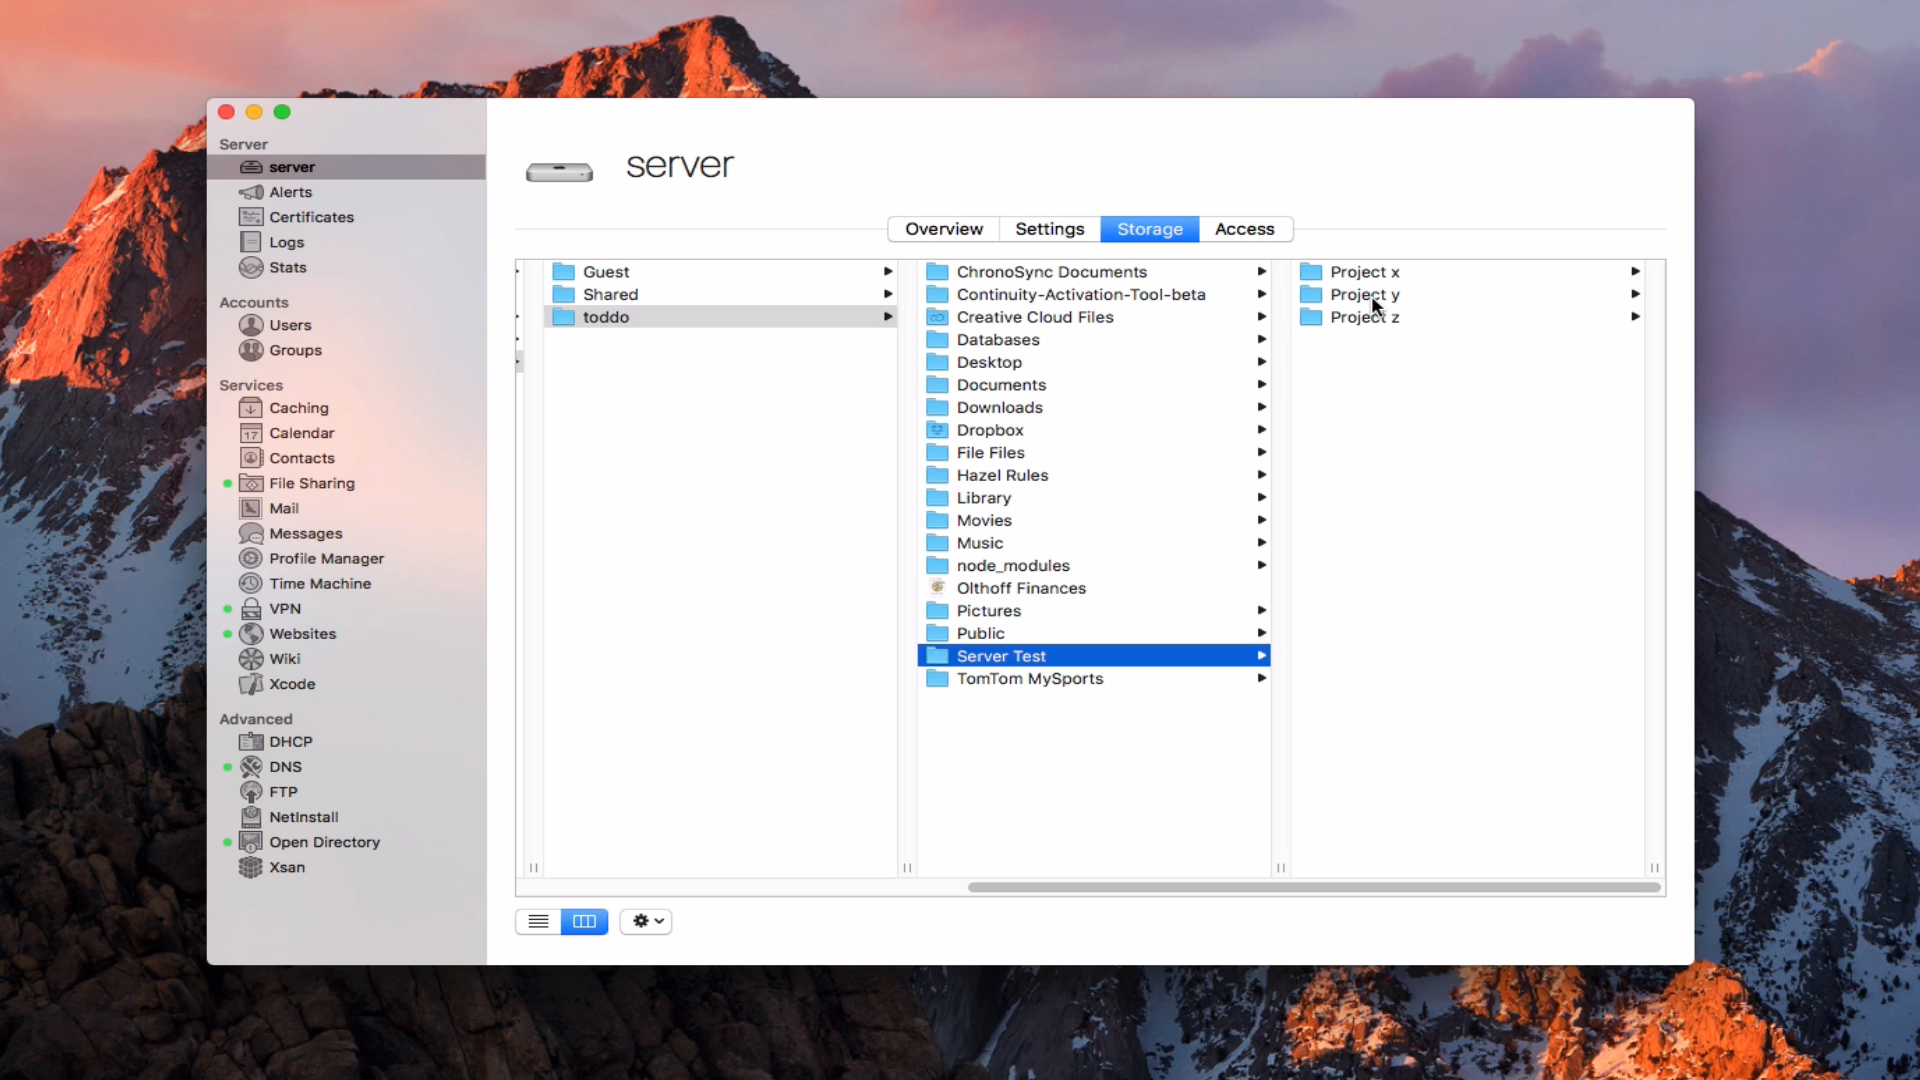 Server
server
Alerts
Certificates
Logs
Stats
Accounts
Users
Groups
Services
Caching
17
Calendar
Contacts
File Sharing
Mail
Messages
Profile Manager
Time Machine
VPN
Websites
Wiki
Xcode
Advanced
DHCP
DNS
FTP
NetInstall
Open Directory
Xsan
server
Overview
Settings
Storage
Access
Guest
Shared
toddo
ChronoSync Documents
Continuity-Activation-Tool-beta
Creative Cloud Files
Databases
Desktop
Documents
Downloads
Dropbox
File Files
Hazel Rules
Library
Movies
Music
node_modules
Olthoff Finances
Pictures
Public
Server Test
TomTom MySports
Project x
Project y
Project z